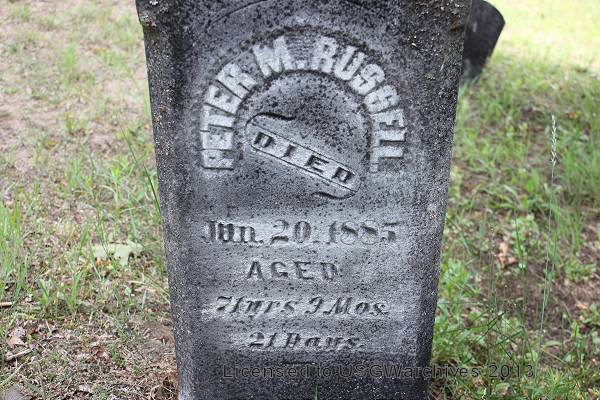 PETER M. RUSSELL
DIED
JUN. 20. 1885
AGED
71yrs 9 Mos.
21 Days.
Licensed to USGWarchives 2013